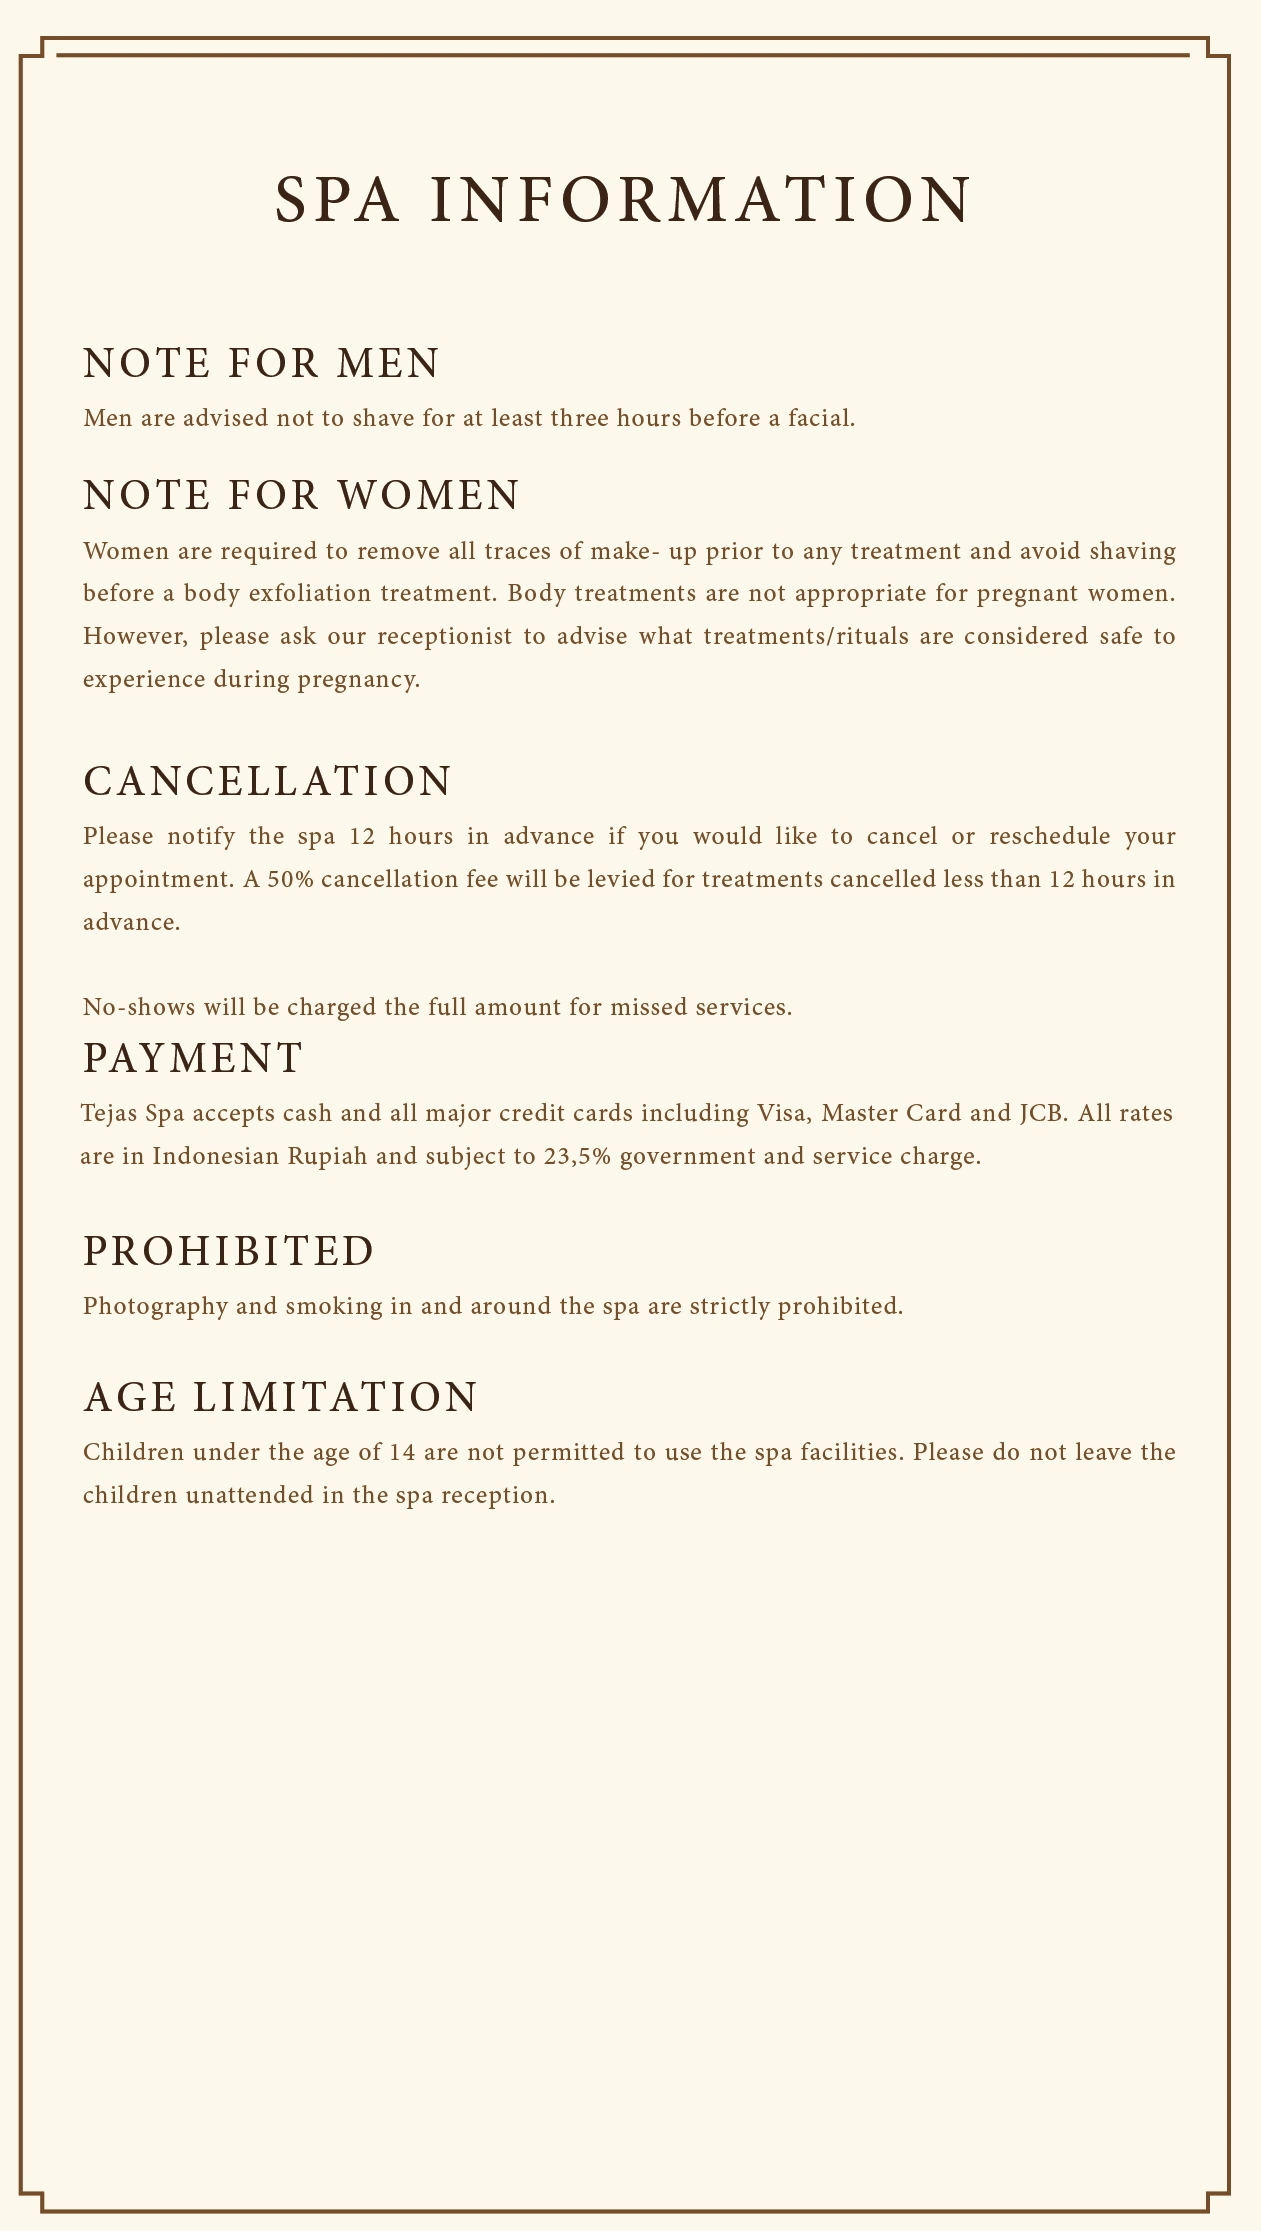 SPA INFORMATION
NOTE FOR MEN
Men are advised not to shave for at least three hours before a facial.
NOTE FOR WOMEN
Women are required to remove all traces of make- up prior to any treatment and avoid shaving
before a body exfoliation treatment. Body treatments are not appropriate for pregnant women.
However, please ask our receptionist to advise what treatments/rituals are considered safe to
experience during pregnancy.
CANCELLATION
Please notify the spa 12 hours in advance if you would like to cancel or reschedule your
appointment. A 50% cancellation fee will be levied for treatments cancelled less than 12 hours in
advance.
No-shows will be charged the full amount for missed services.
PAYMENT
Tejas Spa accepts cash and all major credit cards including Visa, Master Card and JCB. All rates
are in Indonesian Rupiah and subject to 23,5% government and service charge.
PROHIBITED
Photography and smoking in and around the spa are strictly prohibited.
AGE LIMITATION
Children under the age of 14 are not permitted to use the spa facilities. Please do not leave the
children unattended in the spa reception.